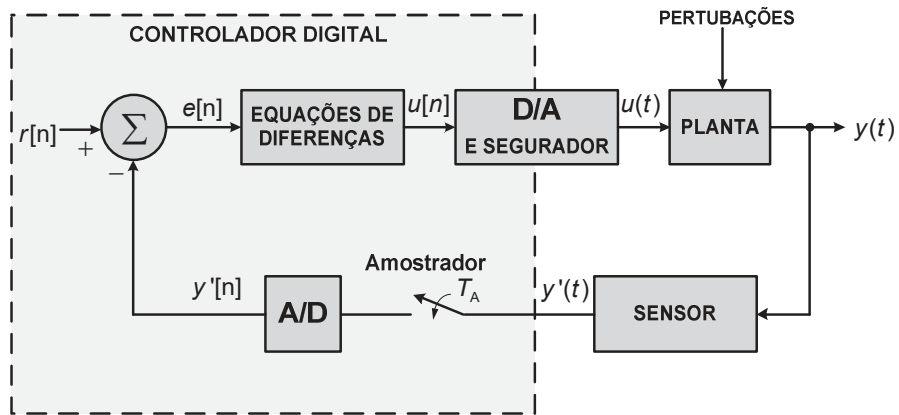 CONTROLADOR DIGITAL
PERTUBAÇÕES
r[n]
+
−
Σ
e[n]
EQUAÇÕES DE
DIFERENÇAS
u[n]
D/A
E SEGURADOR
u(t)
PLANTA
y(t)
y'[n]
A/D
Amostrador
T_A
y'(t)
SENSOR